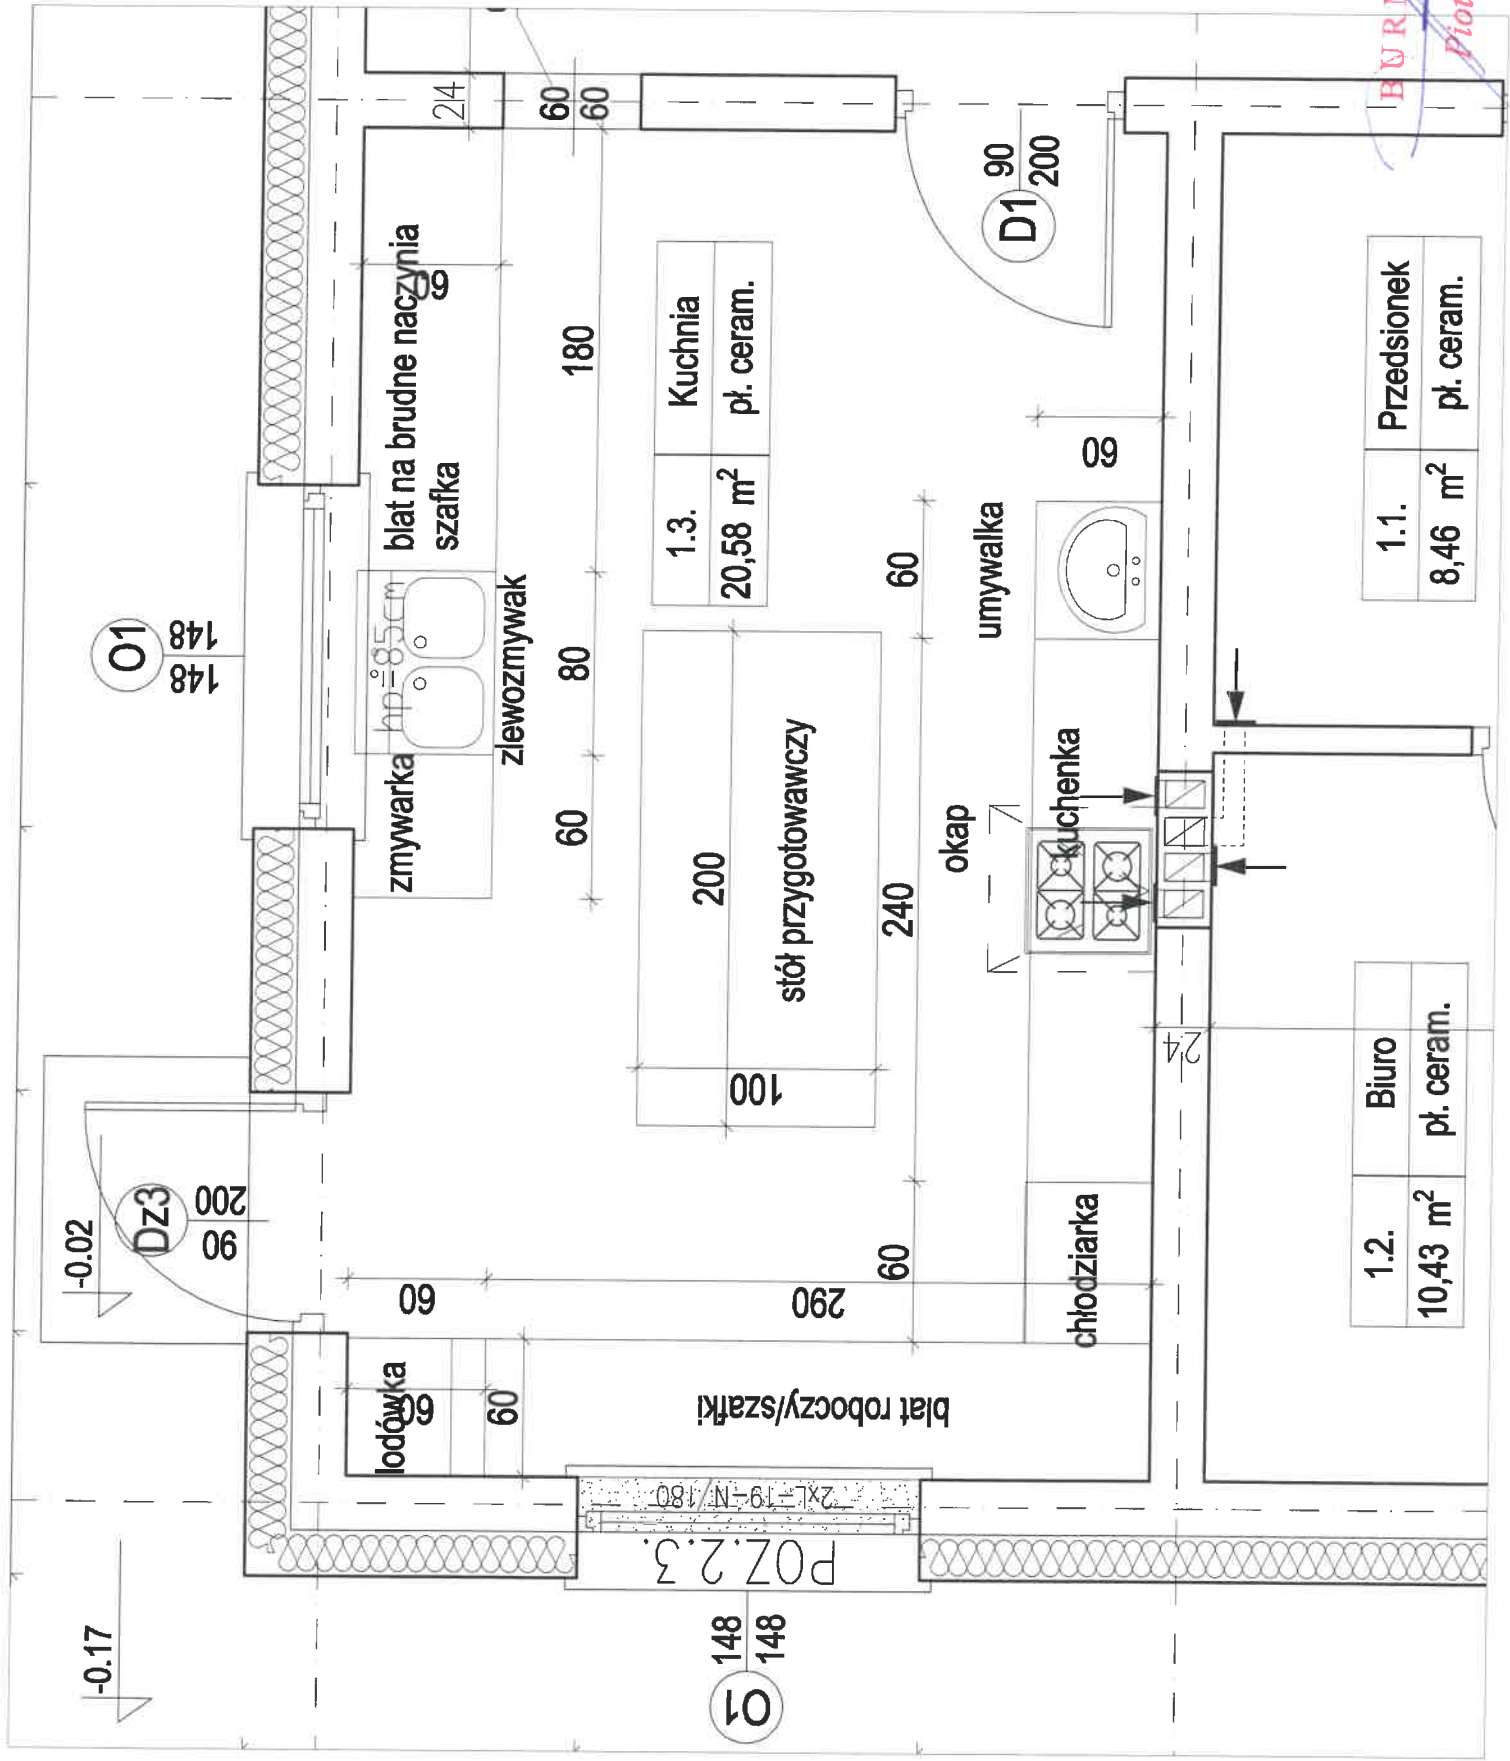 -0.17
-0.02
Dz3
90
200
O1
148
148
lodówka
60
60
60
zmywarka
hp=85cm
zlewozmywak
blat na brudne naczynia
szafka
60
24
60
80
180
60
60
O1
148
148
POZ.2.3.
2xL-19-N/180
blat roboczy/szafki
290
200
100
stół przygotowawczy
1.3. Kuchnia
20,58 m² pł. ceram.
60
240
60
chłodziarka
okap
kuchenka
umywalka
60
D1
90
200
24
1.2. Biuro
10,43 m² pł. ceram.
1.1. Przedsionek
8,46 m² pł. ceram.